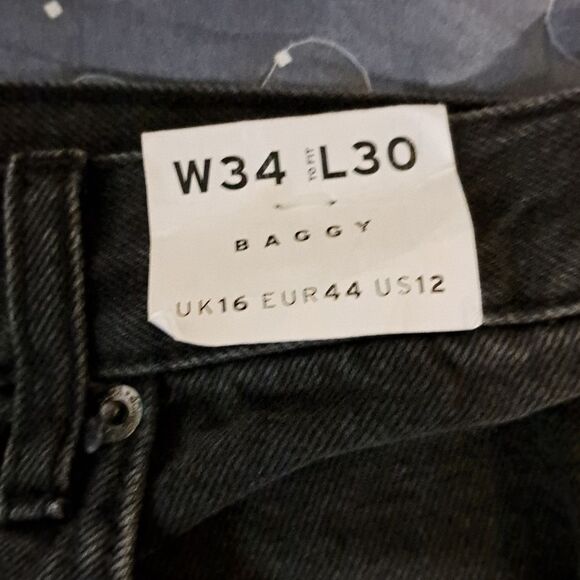 W34 TO FIT L30
BAGGY
UK16 EUR44 US12